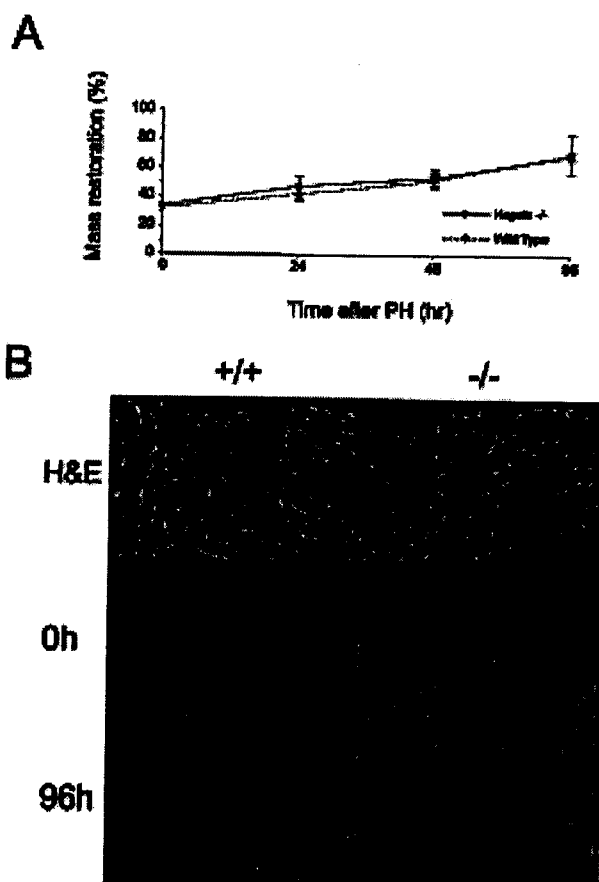 A
Mass restoration (%)
100
80
60
40
20
0
0
24
48
96
Hepsin -/-
Wild Type
Time after PH (hr)
B
+/+
-/-
H&E
0h
96h